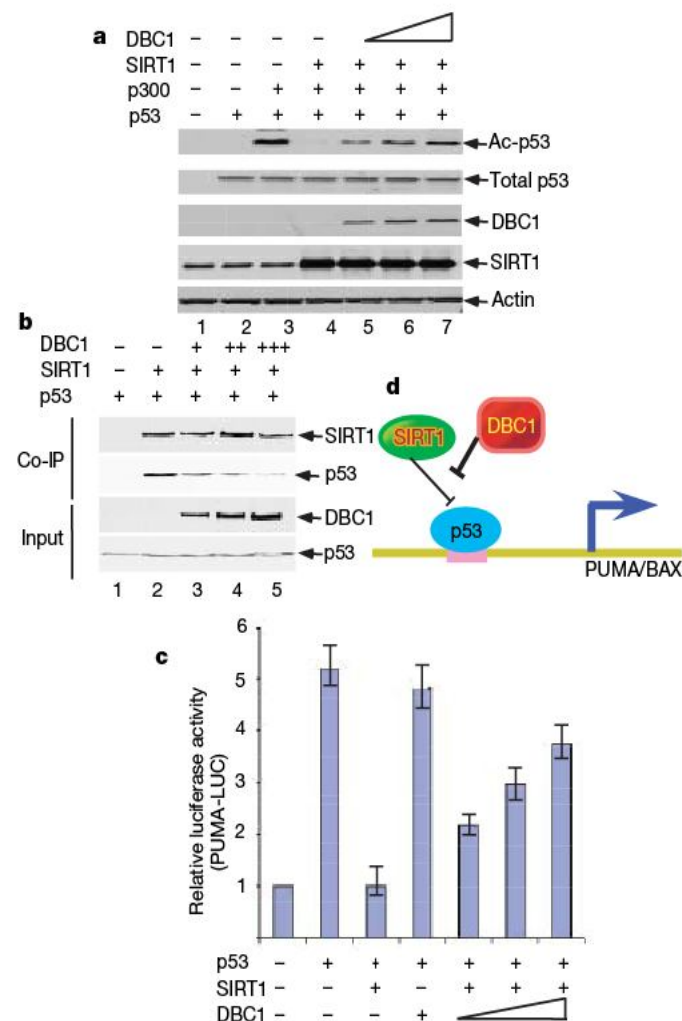 a
DBC1 – – – –
SIRT1 – – – + + + +
p300 – – + + + + +
p53 – + + + + + +
Ac-p53
Total p53
DBC1
SIRT1
Actin
1 2 3 4 5 6 7
b
DBC1 – – + ++ +++
SIRT1 – + + + +
p53 + + + + +
Co-IP
SIRT1
p53
Input
DBC1
p53
1 2 3 4 5
d
SIRT1
DBC1
p53
PUMA/BAX
c
Relative luciferase activity
(PUMA-LUC)
6
5
4
3
2
1
p53 – + + + + + +
SIRT1 – – + – + + +
DBC1 – – – +